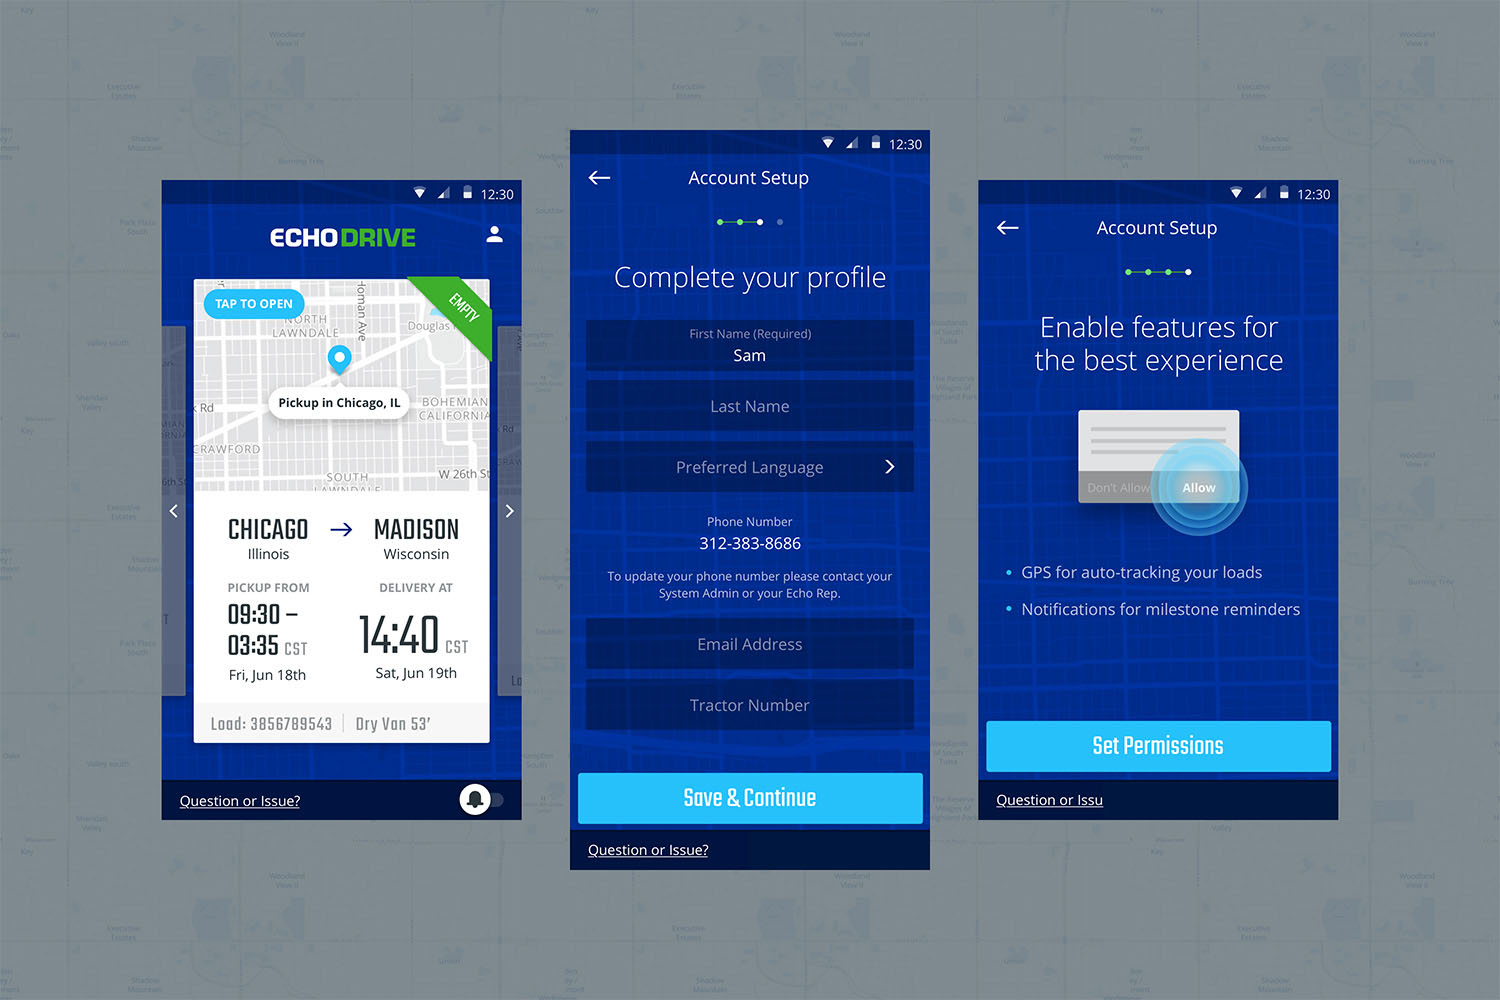 12:30
ECHO DRIVE
TAP TO OPEN
EMPTY
Homan Ave
NORTH
LAWNDALE
Douglas
Pickup in Chicago, IL
Rd
BOHEMIAN
CALIFORNIA
CRAWFORD
W 26th St
SOUTH
LAWNDALE
CHICAGO → MADISON
Illinois Wisconsin
PICKUP FROM DELIVERY AT
09:30 –
03:35 CST
14:40 CST
Fri, Jun 18th Sat, Jun 19th
Load: 3856789543 | Dry Van 53’
Question or Issue?
12:30
Account Setup
Complete your profile
First Name (Required)
Sam
Last Name
Preferred Language
Phone Number
312-383-8686
To update your phone number please contact your
System Admin or your Echo Rep.
Email Address
Tractor Number
Save & Continue
Question or Issue?
12:30
Account Setup
Enable features for
the best experience
Don't Allow Allow
• GPS for auto-tracking your loads
• Notifications for milestone reminders
Set Permissions
Question or Issu